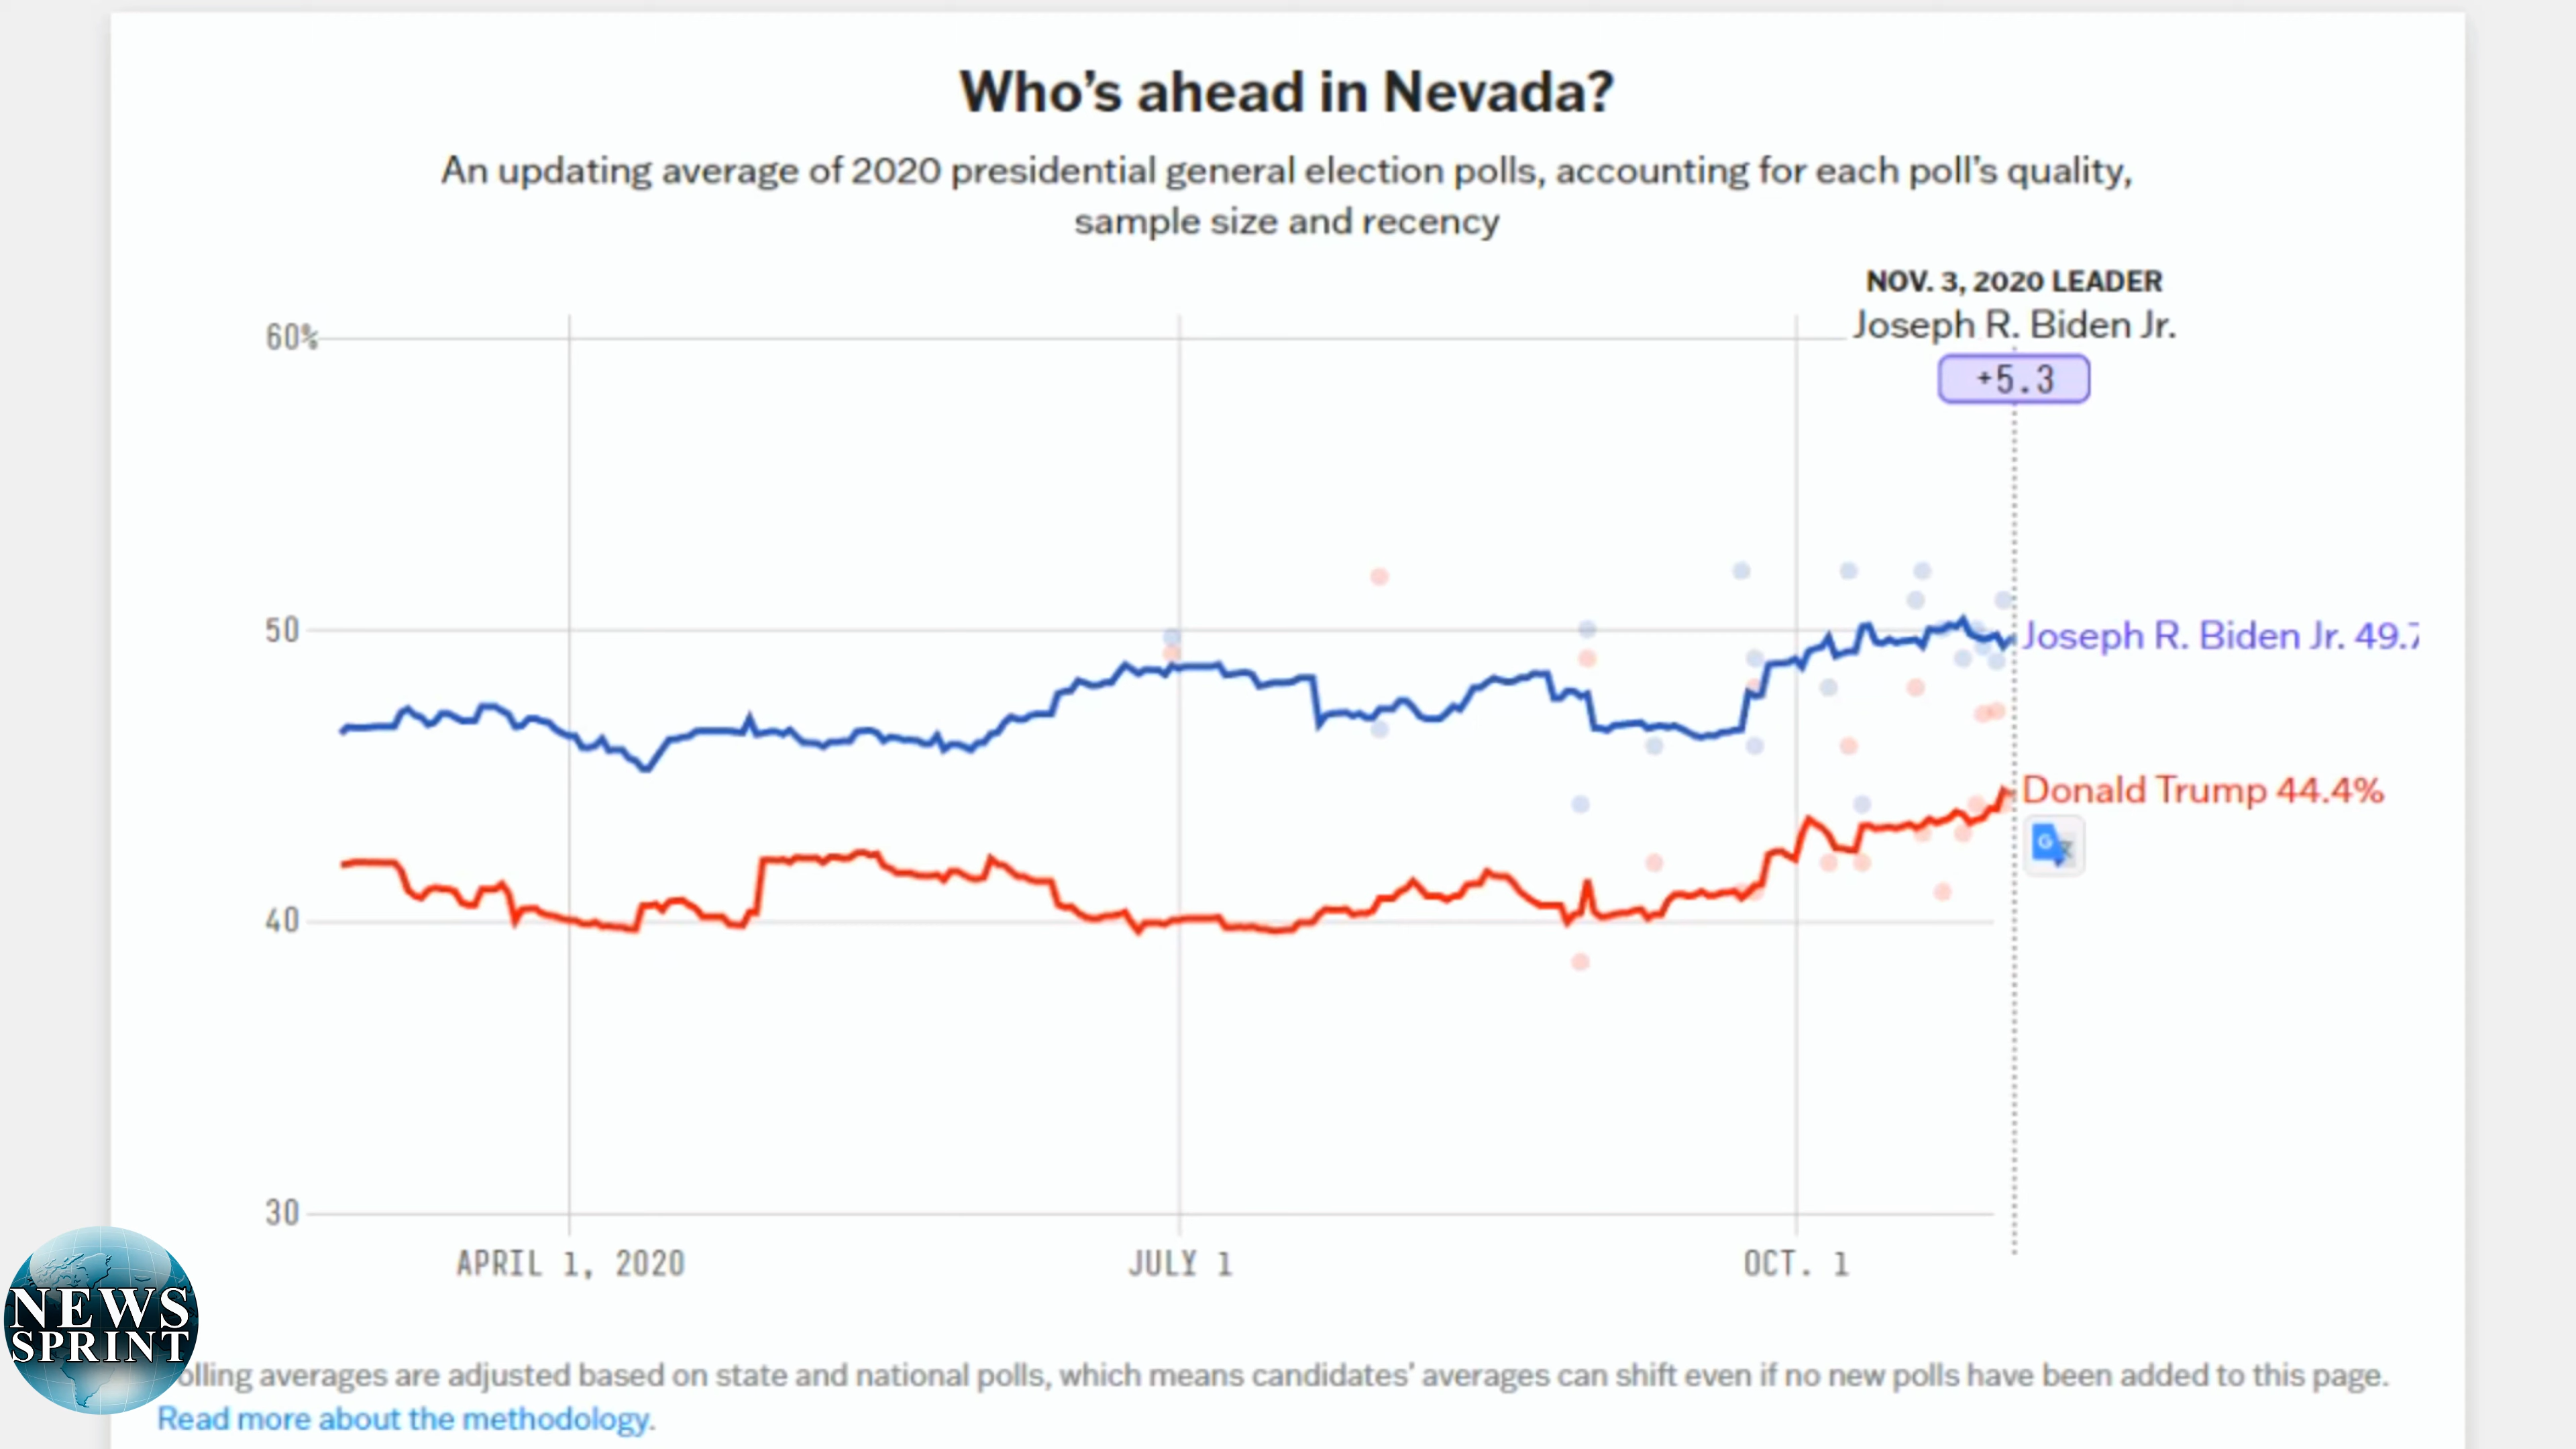 Who's ahead in Nevada?
An updating average of 2020 presidential general election polls, accounting for each poll's quality,
sample size and recency
NOV. 3, 2020 LEADER
Joseph R. Biden Jr.
+5.3
60%
50
40
30
Joseph R. Biden Jr. 49.7
Donald Trump 44.4%
G
APRIL 1, 2020
JULY 1
OCT. 1
NEWS
SPRINT
olling averages are adjusted based on state and national polls, which means candidates' averages can shift even if no new polls have been added to this page.
Read more about the methodology.